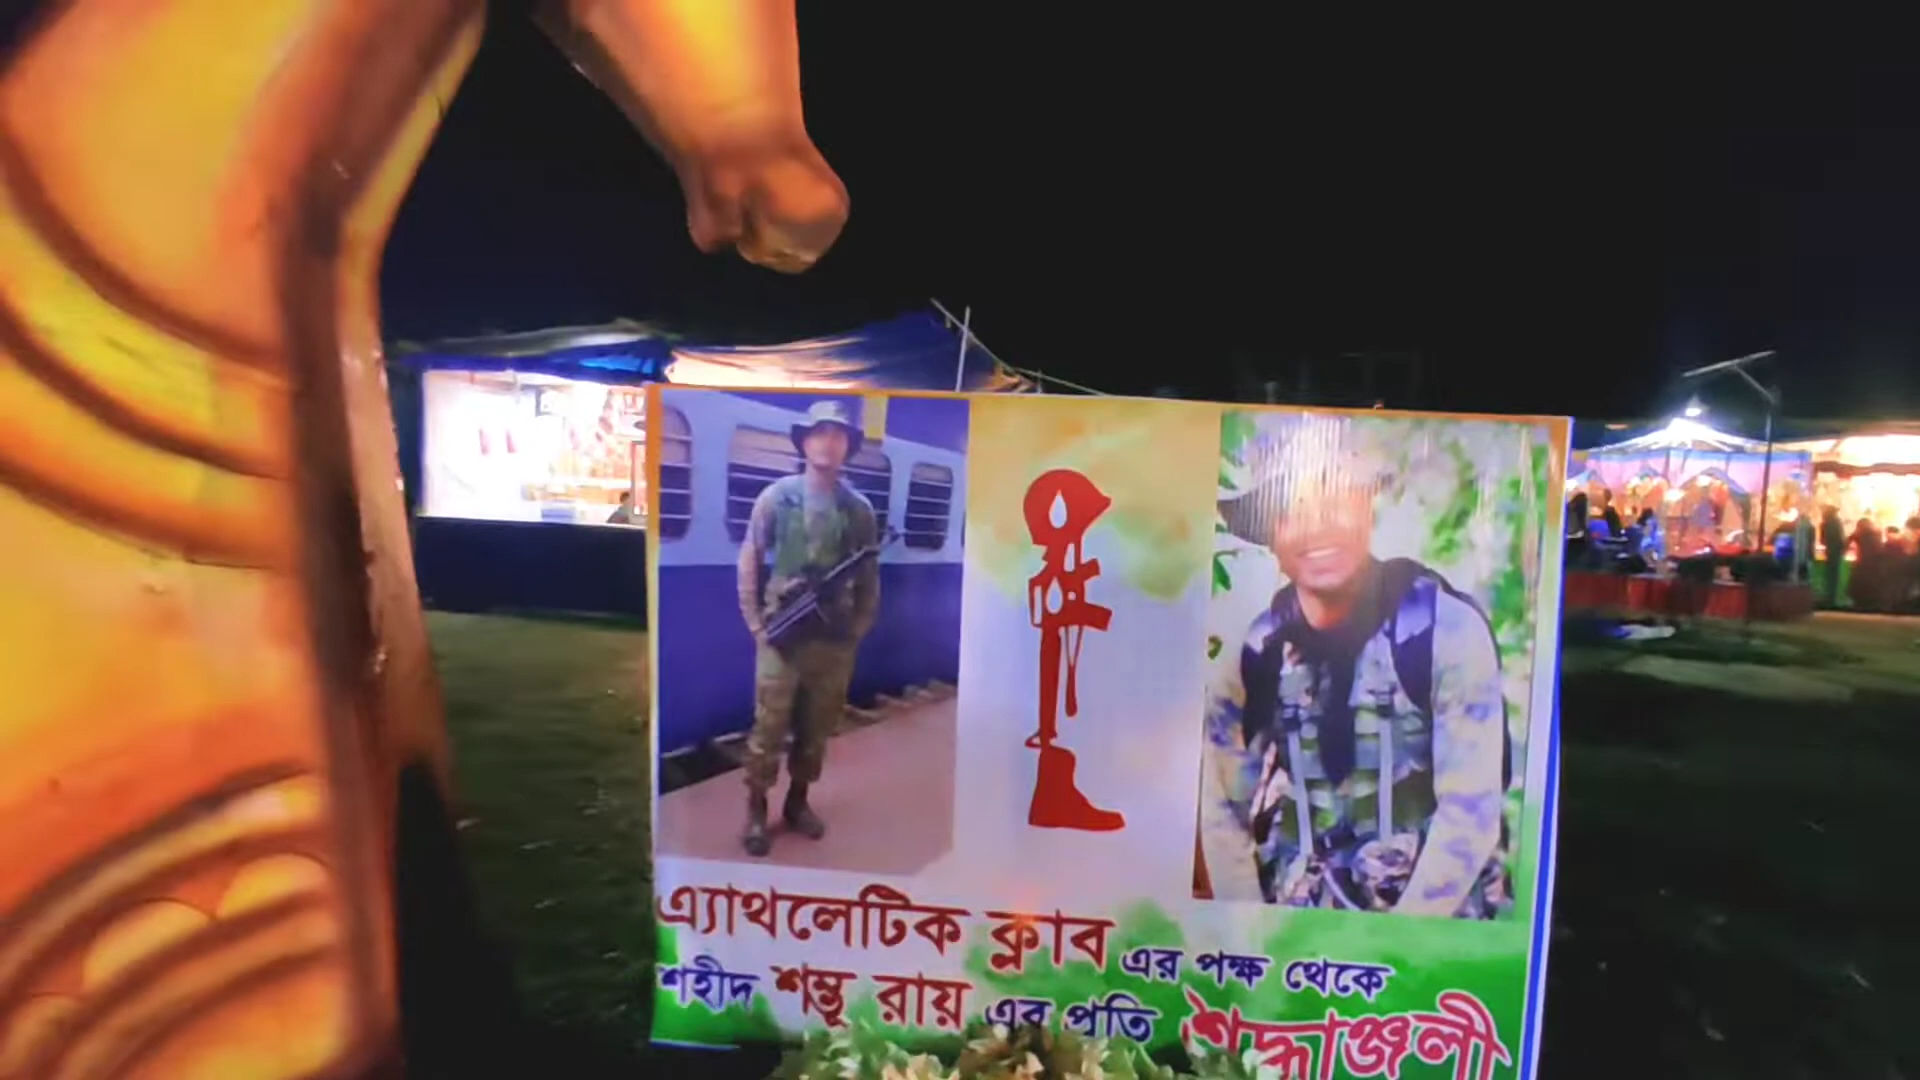 এ্যাথলেটিক ক্লাব এর পক্ষ থেকে
শহীদ শম্ভূ রায় এর প্রতি শ্রদ্ধাঞ্জলী